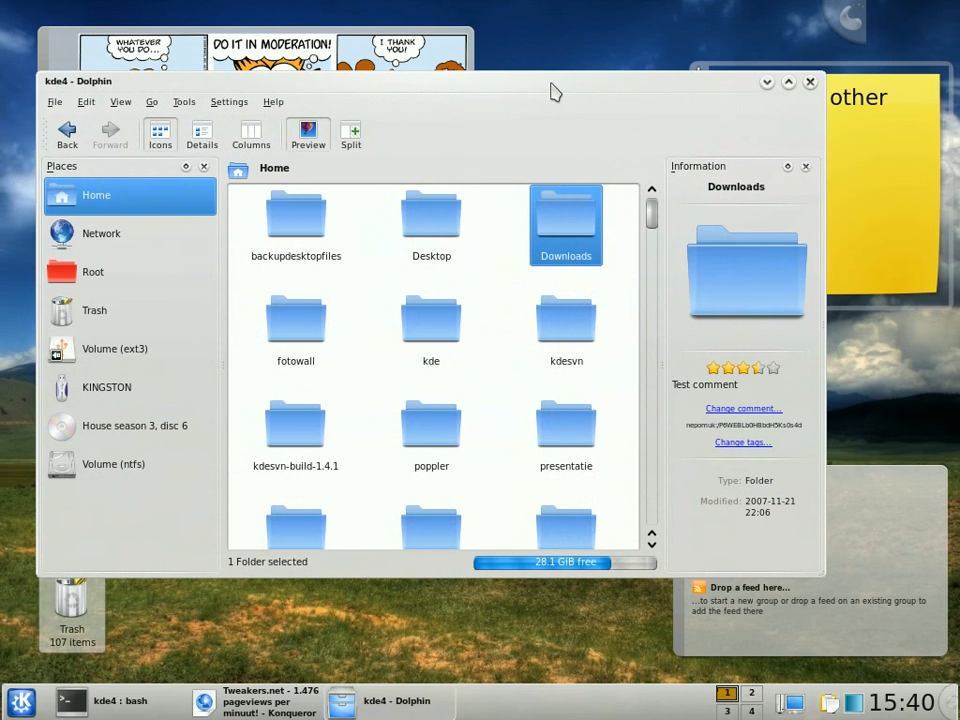 WHATEVER
YOU DO...
DO IT IN MODERATION!
I THANK
YOU!
kde4 - Dolphin
File Edit View Go Tools Settings Help
Back Forward Icons Details Columns Preview Split
other
Places
Home
Network
Root
Trash
Volume (ext3)
KINGSTON
House season 3, disc 6
Volume (ntfs)
Home
backupdesktopfiles Desktop Downloads
fotowall kde kdesvn
kdesvn-build-1.4.1 poppler presentatie
1 Folder selected
28.1 GiB free
Information
Downloads
Test comment
Change comment...
Change tags...
Type: Folder
Modified: 2007-11-21
22:06
Drop a feed here...
...to start a new group or drop a feed on an existing group to
add the feed there
Trash
107 items
kde4 : bash
Tweakers.net - 1.476
pageviews per
minuut! - Konqueror
kde4 - Dolphin
1 2
3 4
15:40